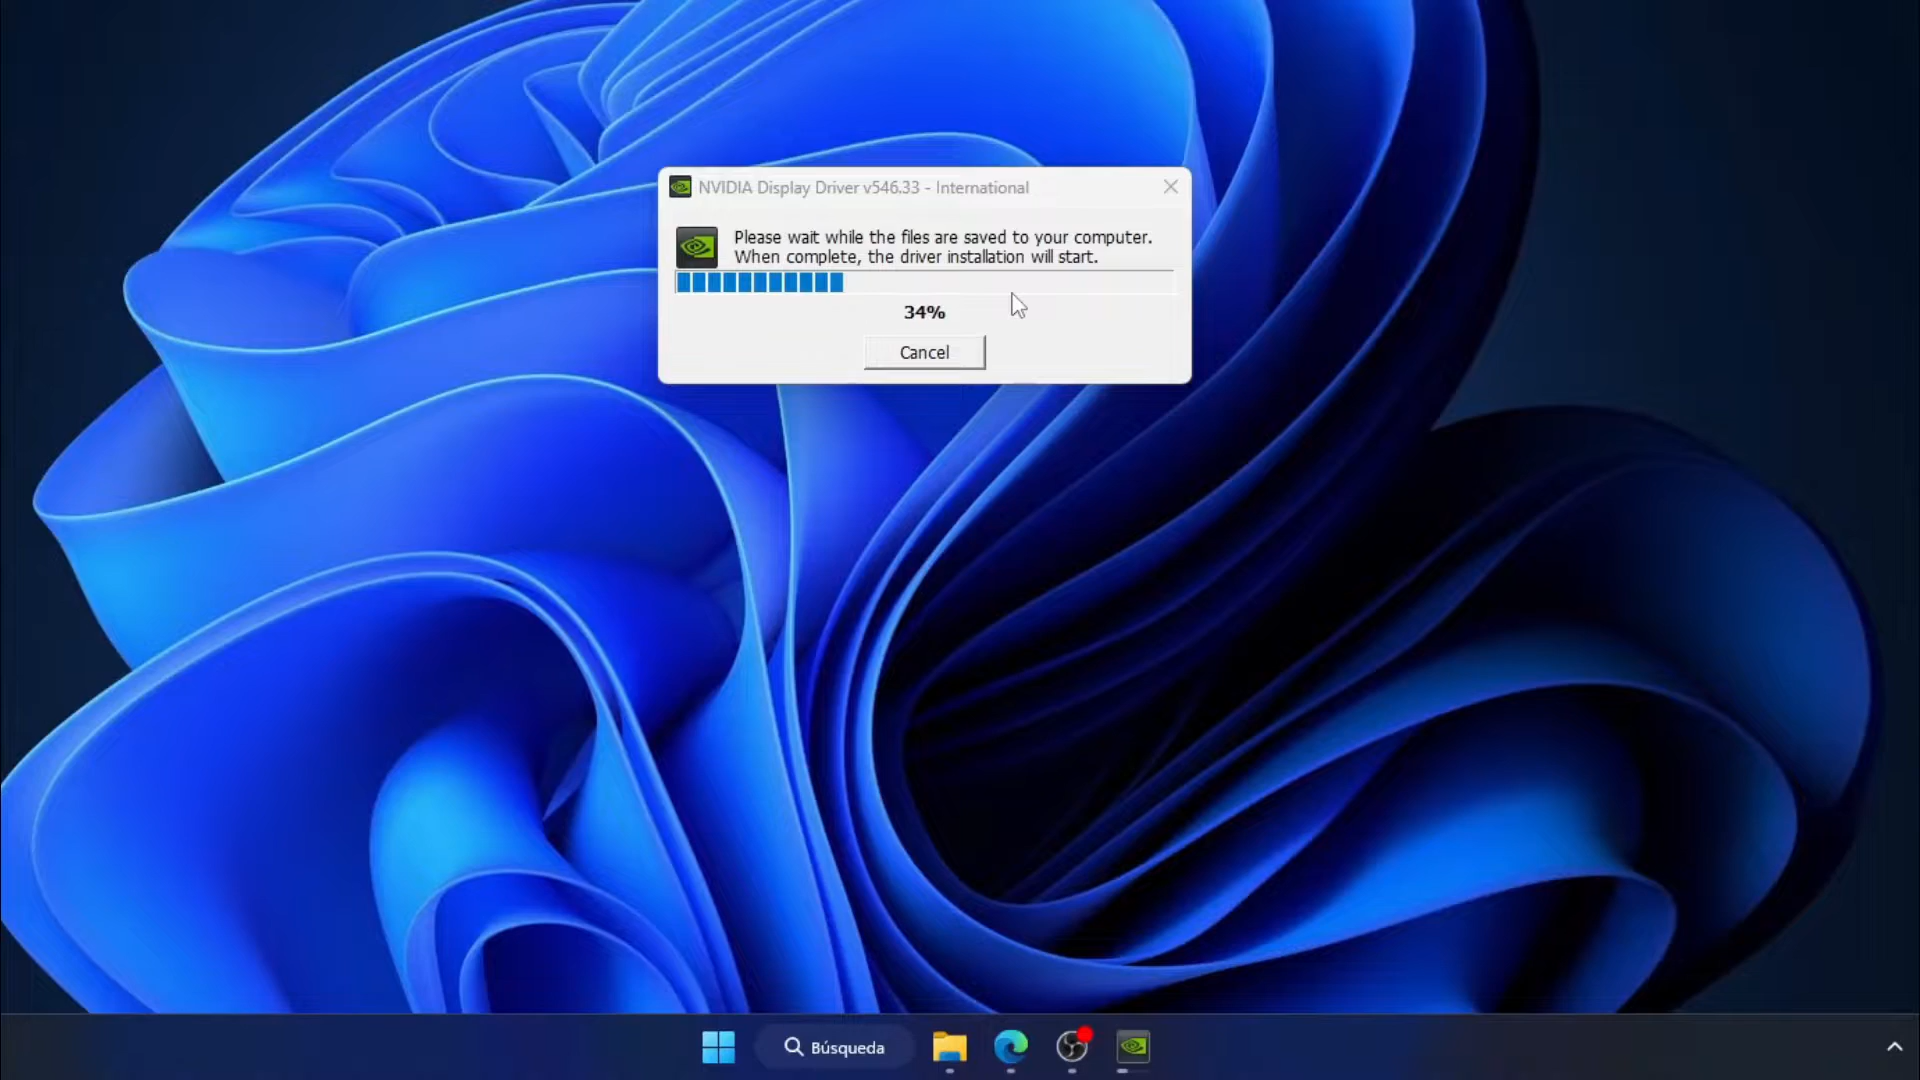 NVIDIA Display Driver v546.33 - International
Please wait while the files are saved to your computer.
When complete, the driver installation will start.
34%
Cancel
Búsqueda